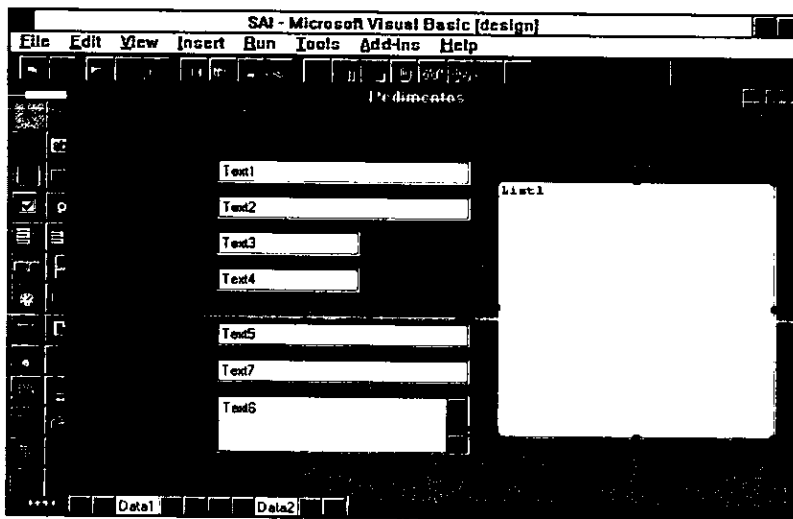 SAI - Microsoft Visual Basic [design]
File Edit View Insert Run Tools Add-Ins Help
Pedimentos
Text1
List1
Text2
Text3
Text4
Text5
Text7
Text6
Data1 Data2